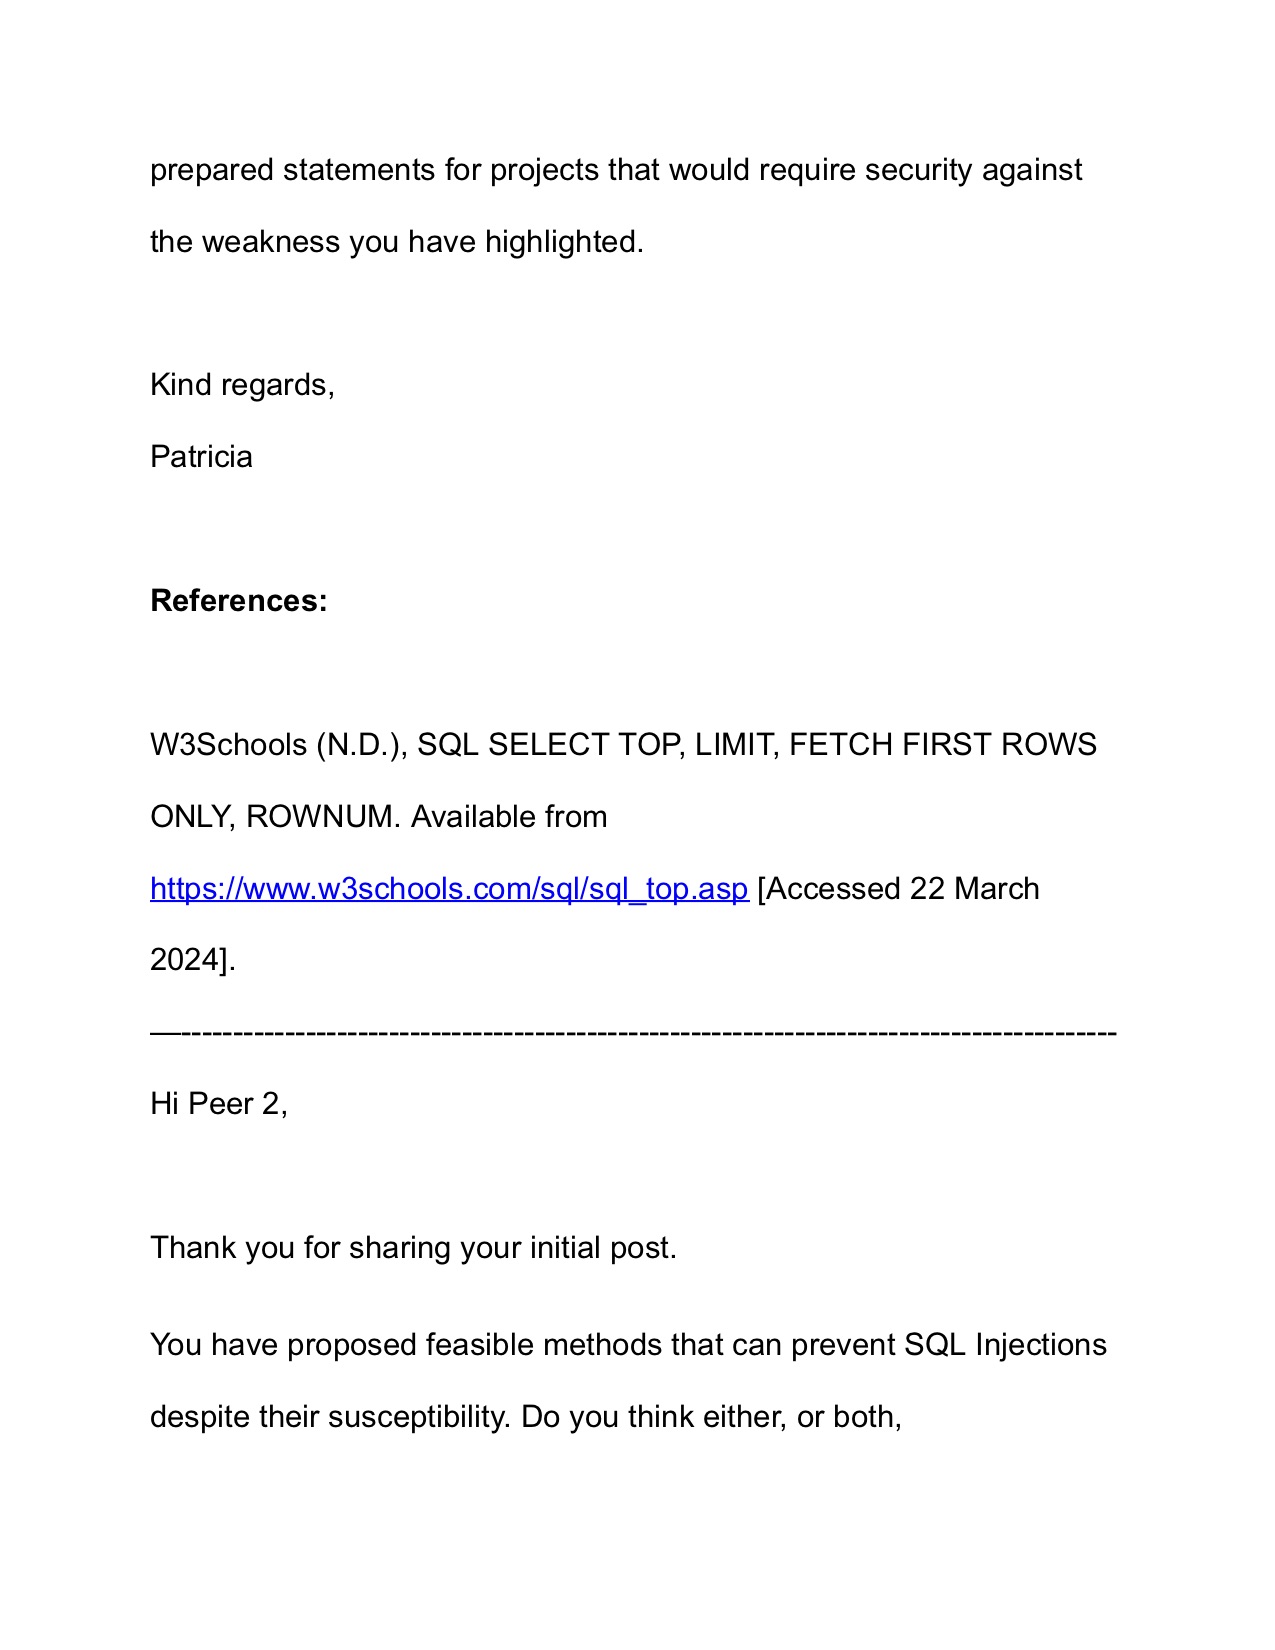 prepared statements for projects that would require security against
the weakness you have highlighted.
Kind regards,
Patricia
References:
W3Schools (N.D.), SQL SELECT TOP, LIMIT, FETCH FIRST ROWS
ONLY, ROWNUM. Available from
https://www.w3schools.com/sql/sql_top.asp [Accessed 22 March
2024].
—------------------------------------------------------------------------------------------
Hi Peer 2,
Thank you for sharing your initial post.
You have proposed feasible methods that can prevent SQL Injections
despite their susceptibility. Do you think either, or both,